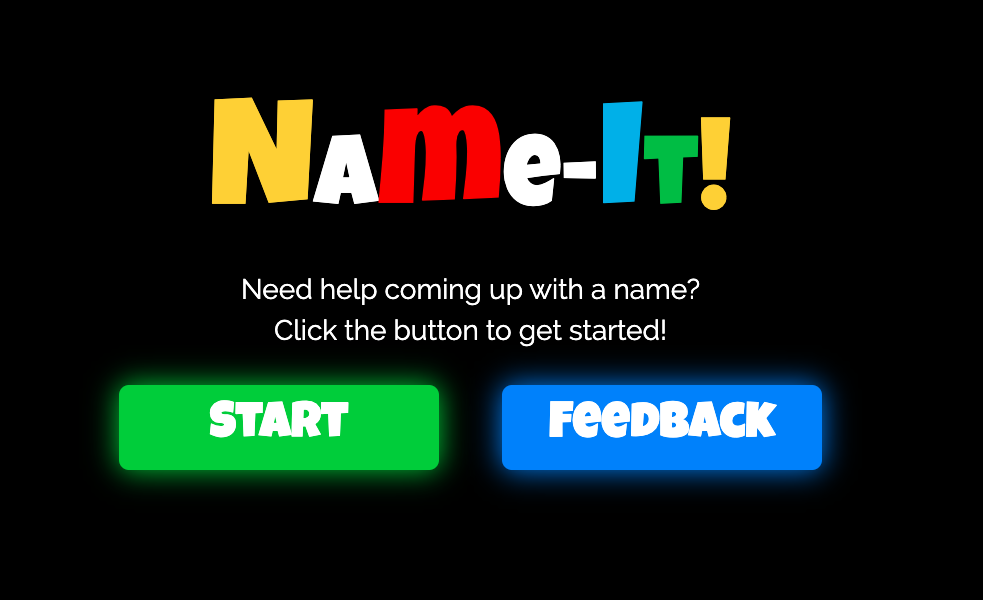 Name-It!
Need help coming up with a name?
Click the button to get started!
START
FeeDBACK